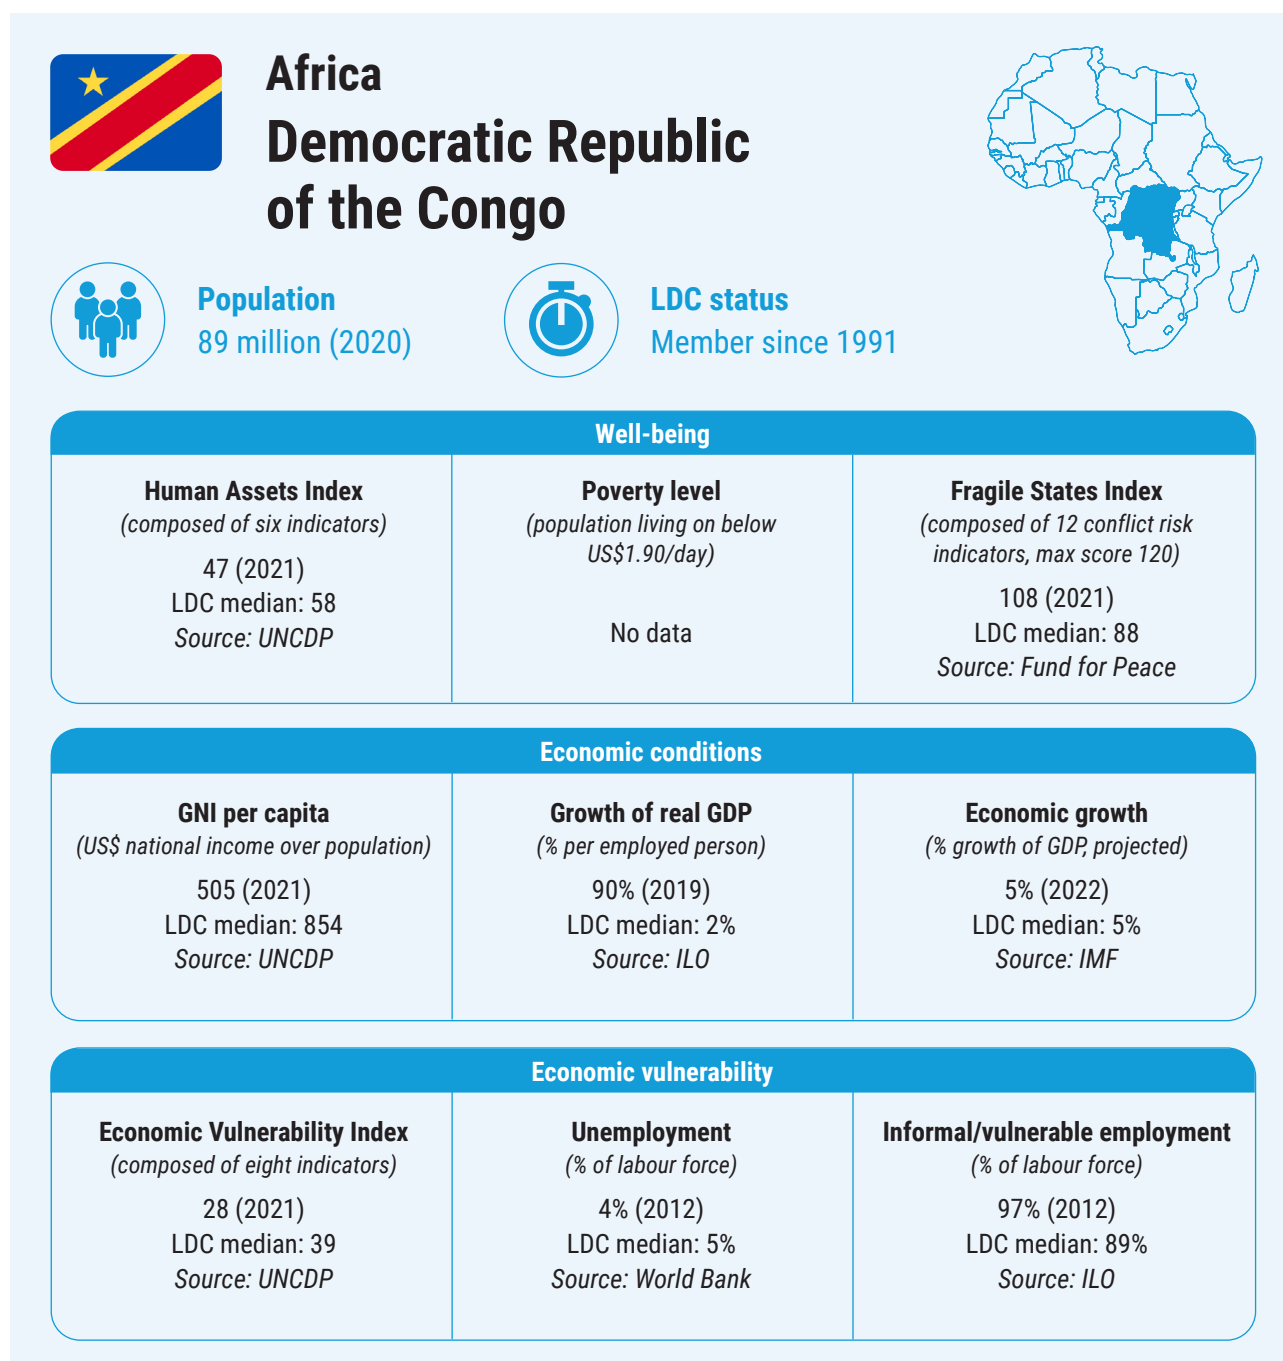 Africa
Democratic Republic
of the Congo
Population
89 million (2020)
LDC status
Member since 1991
Well-being
Human Assets Index
(composed of six indicators)
47 (2021)
LDC median: 58
Source: UNCDP
Poverty level
(population living on below
US$1.90/day)
No data
Fragile States Index
(composed of 12 conflict risk
indicators, max score 120)
108 (2021)
LDC median: 88
Source: Fund for Peace
Economic conditions
GNI per capita
(US$ national income over population)
505 (2021)
LDC median: 854
Source: UNCDP
Growth of real GDP
(% per employed person)
90% (2019)
LDC median: 2%
Source: ILO
Economic growth
(% growth of GDP, projected)
5% (2022)
LDC median: 5%
Source: IMF
Economic vulnerability
Economic Vulnerability Index
(composed of eight indicators)
28 (2021)
LDC median: 39
Source: UNCDP
Unemployment
(% of labour force)
4% (2012)
LDC median: 5%
Source: World Bank
Informal/vulnerable employment
(% of labour force)
97% (2012)
LDC median: 89%
Source: ILO